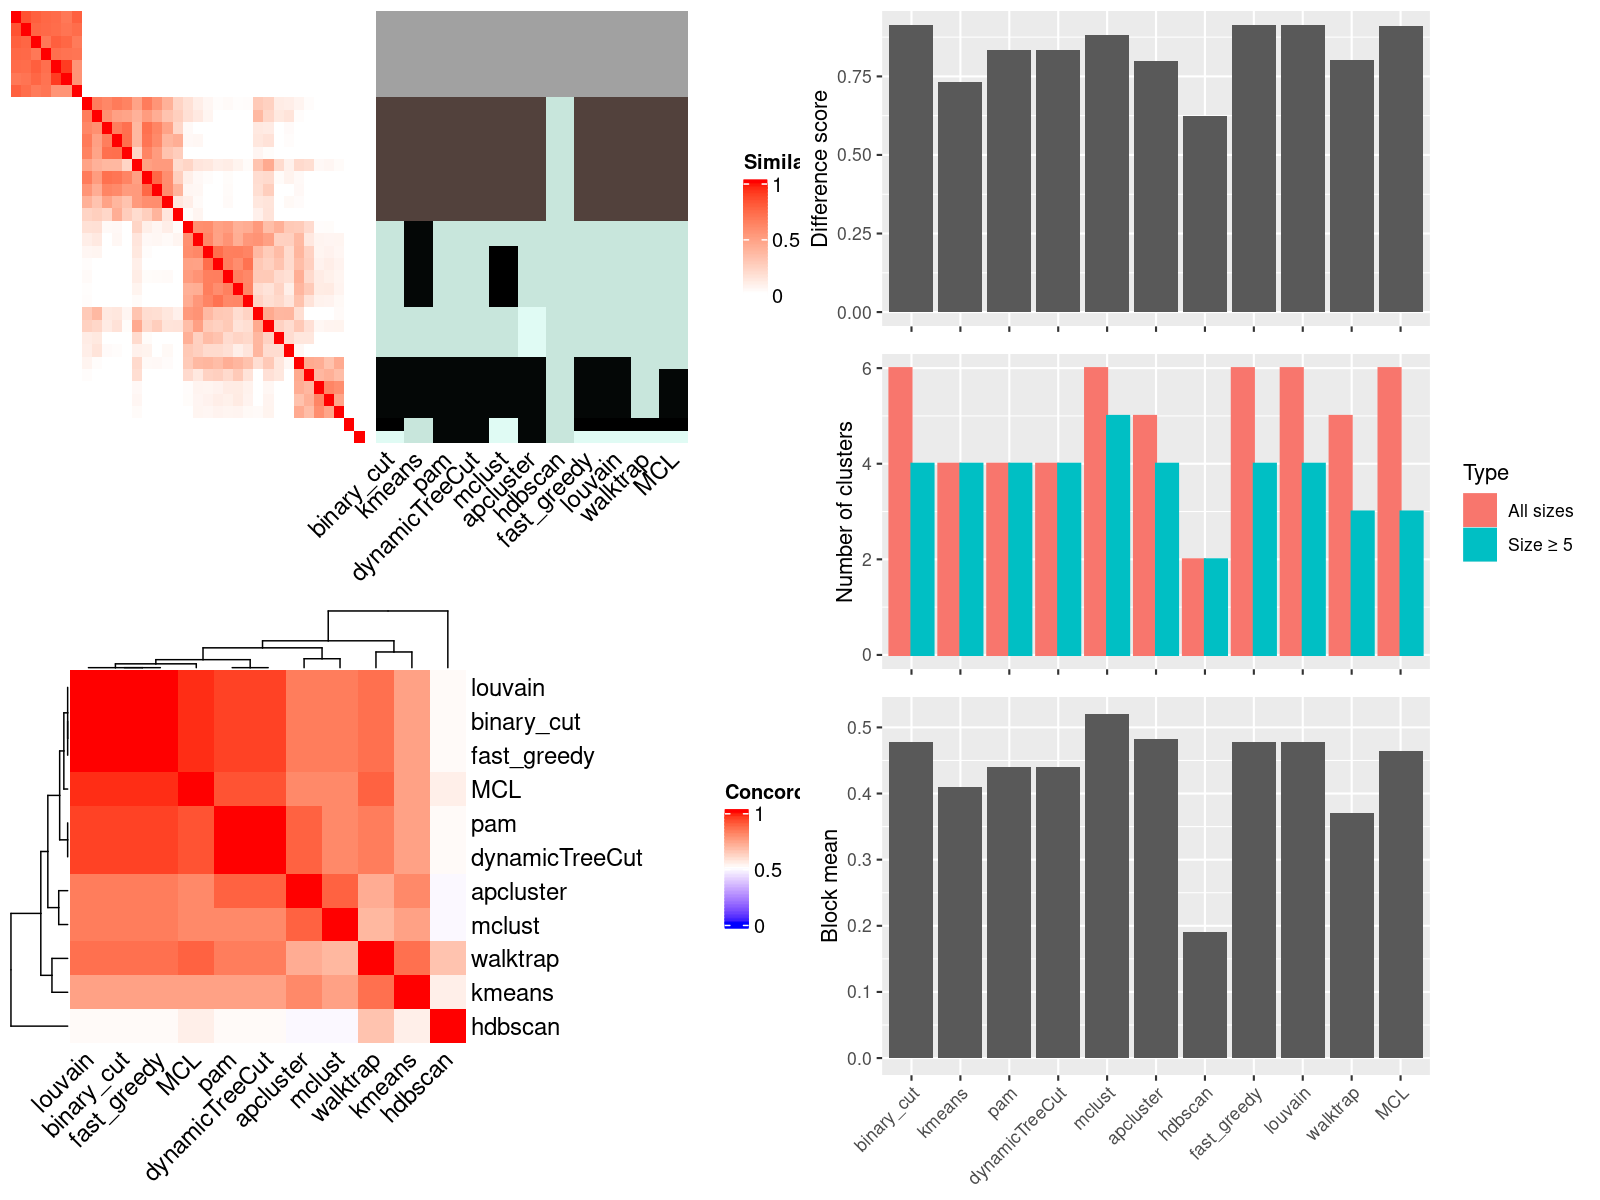 Simila
1
0.5
0
binary_cut
kmeans
pam
dynamicTreeCut
mclust
apcluster
hdbscan
fast_greedy
louvain
walktrap
MCL
louvain
binary_cut
fast_greedy
MCL
pam
dynamicTreeCut
apcluster
mclust
walktrap
kmeans
hdbscan
louvain
binary_cut
fast_greedy
MCL
pam
dynamicTreeCut
apcluster
mclust
walktrap
kmeans
hdbscan
Concord
1
0.5
0
Difference score
0.75
0.50
0.25
0.00
Number of clusters
6
4
2
0
Type
All sizes
Size ≥ 5
Block mean
0.5
0.4
0.3
0.2
0.1
0.0
binary_cut
kmeans
pam
dynamicTreeCut
mclust
apcluster
hdbscan
fast_greedy
louvain
walktrap
MCL